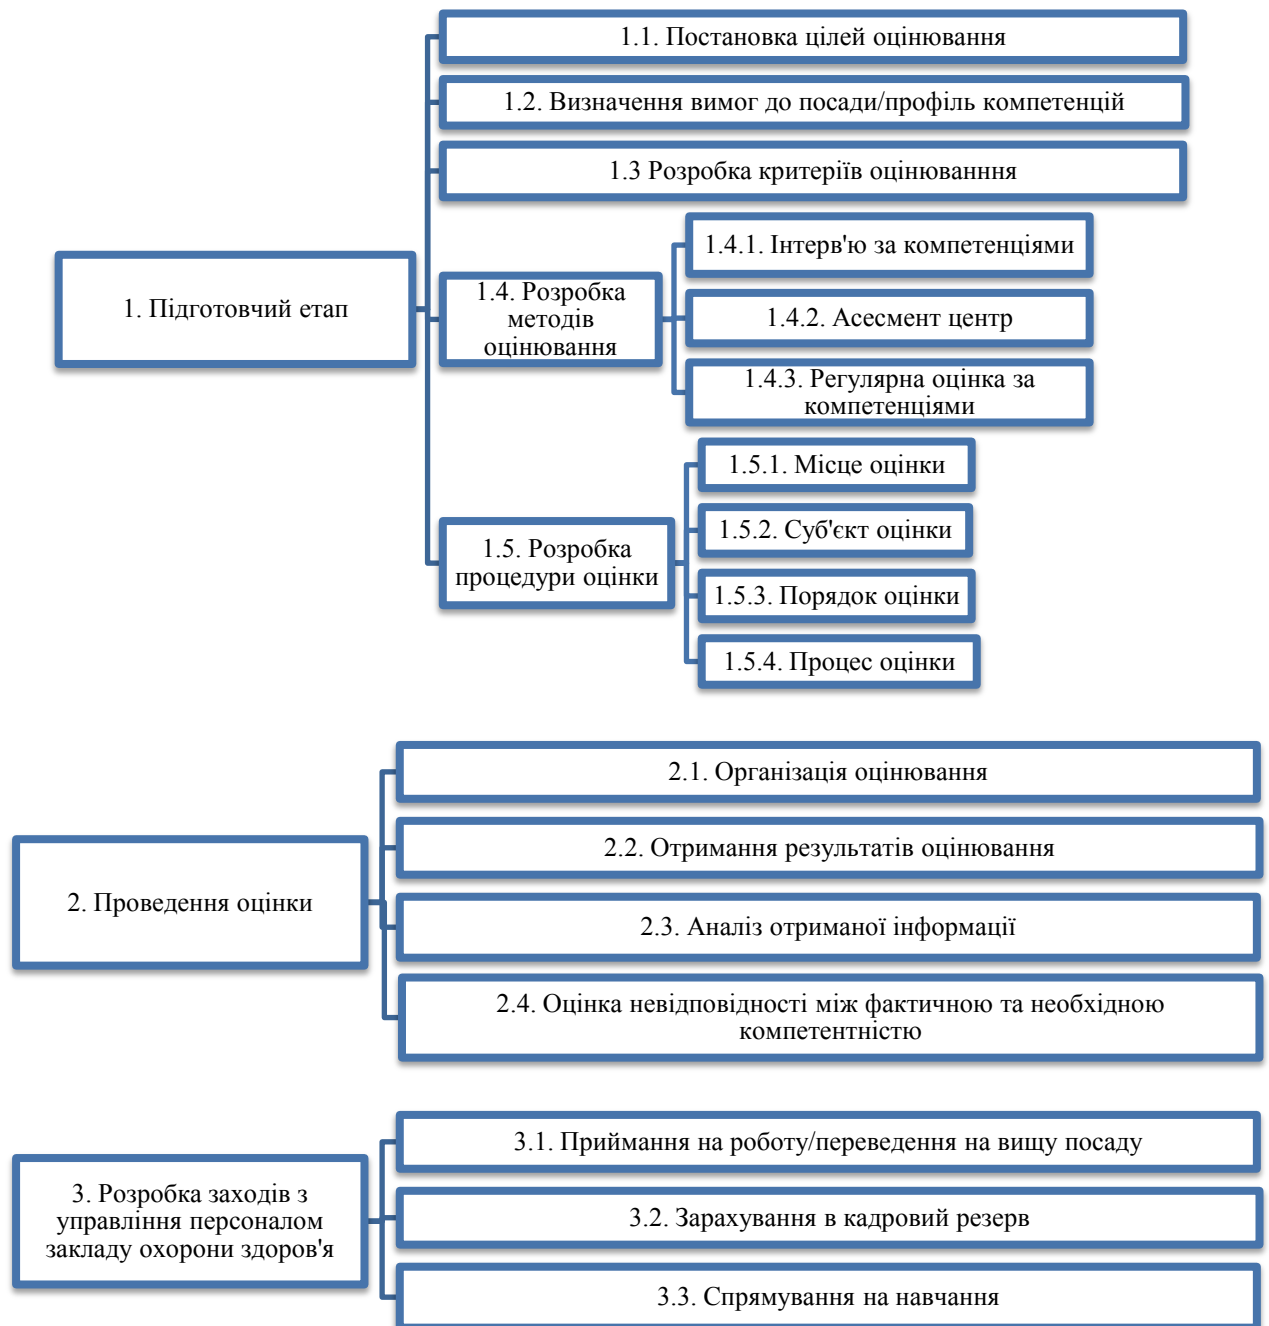 1.1. Постановка цілей оцінювання
1.2. Визначення вимог до посади/профіль компетенцій
1.3 Розробка критеріїв оцінюванння
1. Підготовчий етап
1.4. Розробка
методів
оцінювання
1.4.1. Інтерв'ю за компетенціями
1.4.2. Асесмент центр
1.4.3. Регулярна оцінка за
компетенціями
1.5. Розробка
процедури оцінки
1.5.1. Місце оцінки
1.5.2. Суб'єкт оцінки
1.5.3. Порядок оцінки
1.5.4. Процес оцінки
2. Проведення оцінки
2.1. Організація оцінювання
2.2. Отримання результатів оцінювання
2.3. Аналіз отриманої інформації
2.4. Оцінка невідповідності між фактичною та необхідною
компетентністю
3. Розробка заходів з
управління персоналом
закладу охорони здоров'я
3.1. Приймання на роботу/переведення на вищу посаду
3.2. Зарахування в кадровий резерв
3.3. Спрямування на навчання